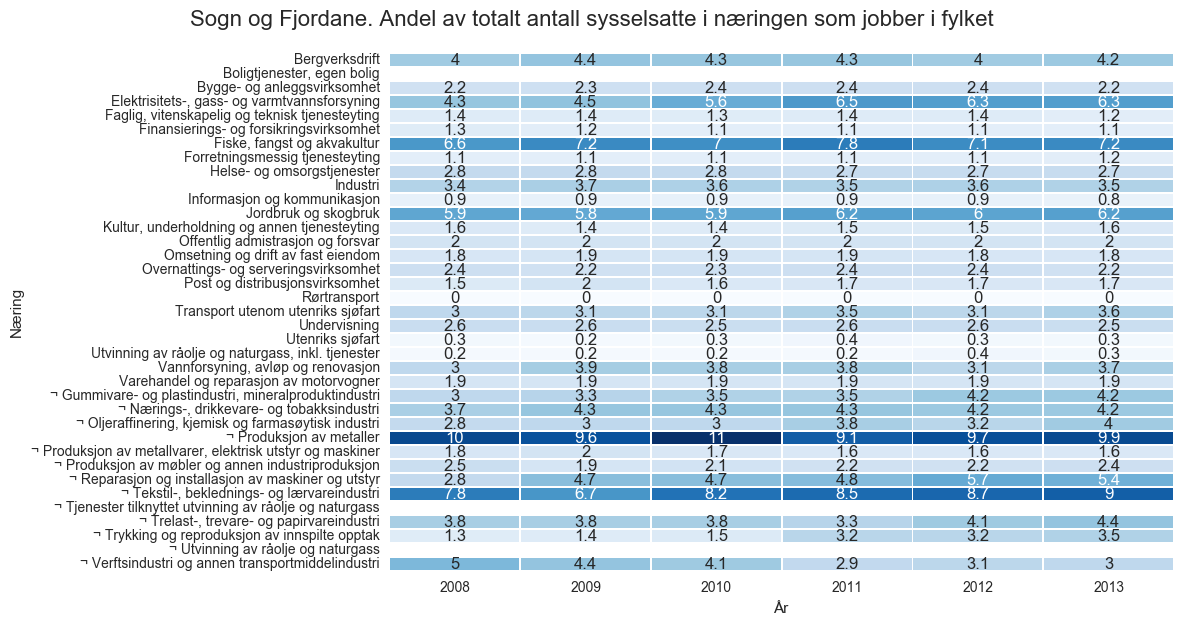 Sogn og Fjordane. Andel av totalt antall sysselsatte i næringen som jobber i fylket
Næring
Bergverksdrift 4 4.4 4.3 4.3 4 4.2
Boligtjenester, egen bolig
Bygge- og anleggsvirksomhet 2.2 2.3 2.4 2.4 2.4 2.2
Elektrisitets-, gass- og varmtvannsforsyning 4.3 4.5 5.6 6.5 6.3 6.3
Faglig, vitenskapelig og teknisk tjenesteyting 1.4 1.4 1.3 1.4 1.4 1.2
Finansierings- og forsikringsvirksomhet 1.3 1.2 1.1 1.1 1.1 1.1
Fiske, fangst og akvakultur 6.6 7.2 7 7.8 7.1 7.2
Forretningsmessig tjenesteyting 1.1 1.1 1.1 1.1 1.1 1.2
Helse- og omsorgstjenester 2.8 2.8 2.8 2.7 2.7 2.7
Industri 3.4 3.7 3.6 3.5 3.6 3.5
Informasjon og kommunikasjon 0.9 0.9 0.9 0.9 0.9 0.8
Jordbruk og skogbruk 5.9 5.8 5.9 6.2 6 6.2
Kultur, underholdning og annen tjenesteyting 1.6 1.4 1.4 1.5 1.5 1.6
Offentlig admistrasjon og forsvar 2 2 2 2 2 2
Omsetning og drift av fast eiendom 1.8 1.9 1.9 1.9 1.8 1.8
Overnattings- og serveringsvirksomhet 2.4 2.2 2.3 2.4 2.4 2.2
Post og distribusjonsvirksomhet 1.5 2 1.6 1.7 1.7 1.7
Rørtransport 0 0 0 0 0 0
Transport utenom utenriks sjøfart 3 3.1 3.1 3.5 3.1 3.6
Undervisning 2.6 2.6 2.5 2.6 2.6 2.5
Utenriks sjøfart 0.3 0.2 0.3 0.4 0.3 0.3
Utvinning av råolje og naturgass, inkl. tjenester 0.2 0.2 0.2 0.2 0.4 0.3
Vannforsyning, avløp og renovasjon 3 3.9 3.8 3.8 3.1 3.7
Varehandel og reparasjon av motorvogner 1.9 1.9 1.9 1.9 1.9 1.9
¬ Gummivare- og plastindustri, mineralproduktindustri 3 3.3 3.5 3.5 4.2 4.2
¬ Nærings-, drikkevare- og tobakksindustri 3.7 4.3 4.3 4.3 4.2 4.2
¬ Oljeraffinering, kjemisk og farmasøytisk industri 2.8 3 3 3.8 3.2 4
¬ Produksjon av metaller 10 9.6 11 9.1 9.7 9.9
¬ Produksjon av metallvarer, elektrisk utstyr og maskiner 1.8 2 1.7 1.6 1.6 1.6
¬ Produksjon av møbler og annen industriproduksjon 2.5 1.9 2.1 2.2 2.2 2.4
¬ Reparasjon og installasjon av maskiner og utstyr 2.8 4.7 4.7 4.8 5.7 5.4
¬ Tekstil-, beklednings- og lærvareindustri 7.8 6.7 8.2 8.5 8.7 9
¬ Tjenester tilknyttet utvinning av råolje og naturgass
¬ Trelast-, trevare- og papirvareindustri 3.8 3.8 3.8 3.3 4.1 4.4
¬ Trykking og reproduksjon av innspilte opptak 1.3 1.4 1.5 3.2 3.2 3.5
¬ Utvinning av råolje og naturgass
¬ Verftsindustri og annen transportmiddelindustri 5 4.4 4.1 2.9 3.1 3
2008 2009 2010 2011 2012 2013
År